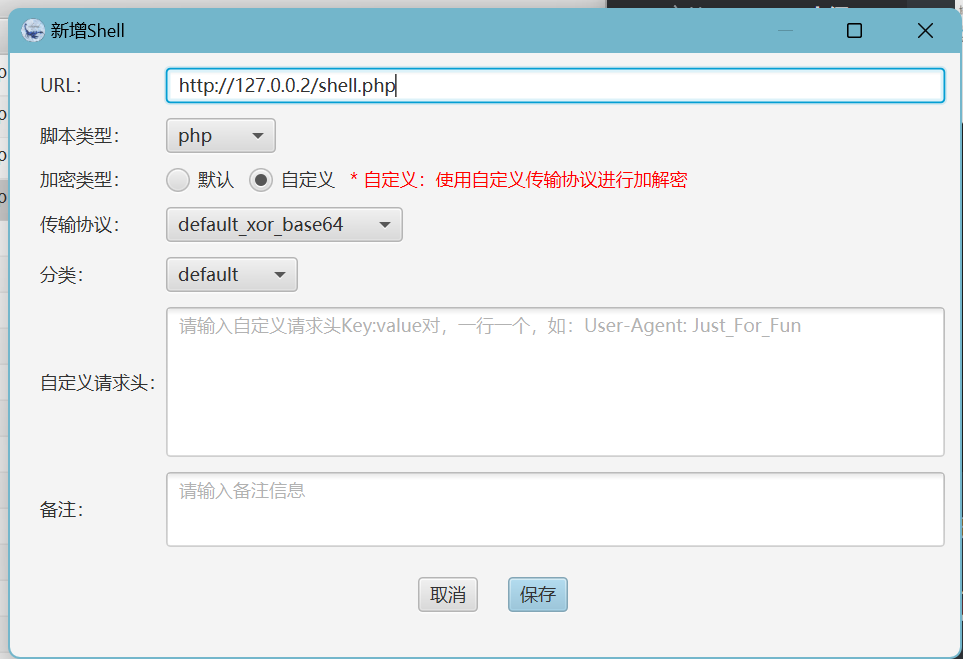 新增Shell
URL:
http://127.0.0.2/shell.php
脚本类型:
php
加密类型:
默认
自定义
* 自定义：使用自定义传输协议进行加解密
传输协议:
default_xor_base64
分类:
default
自定义请求头:
请输入自定义请求头Key:value对，一行一个，如：User-Agent: Just_For_Fun
备注:
请输入备注信息
取消
保存